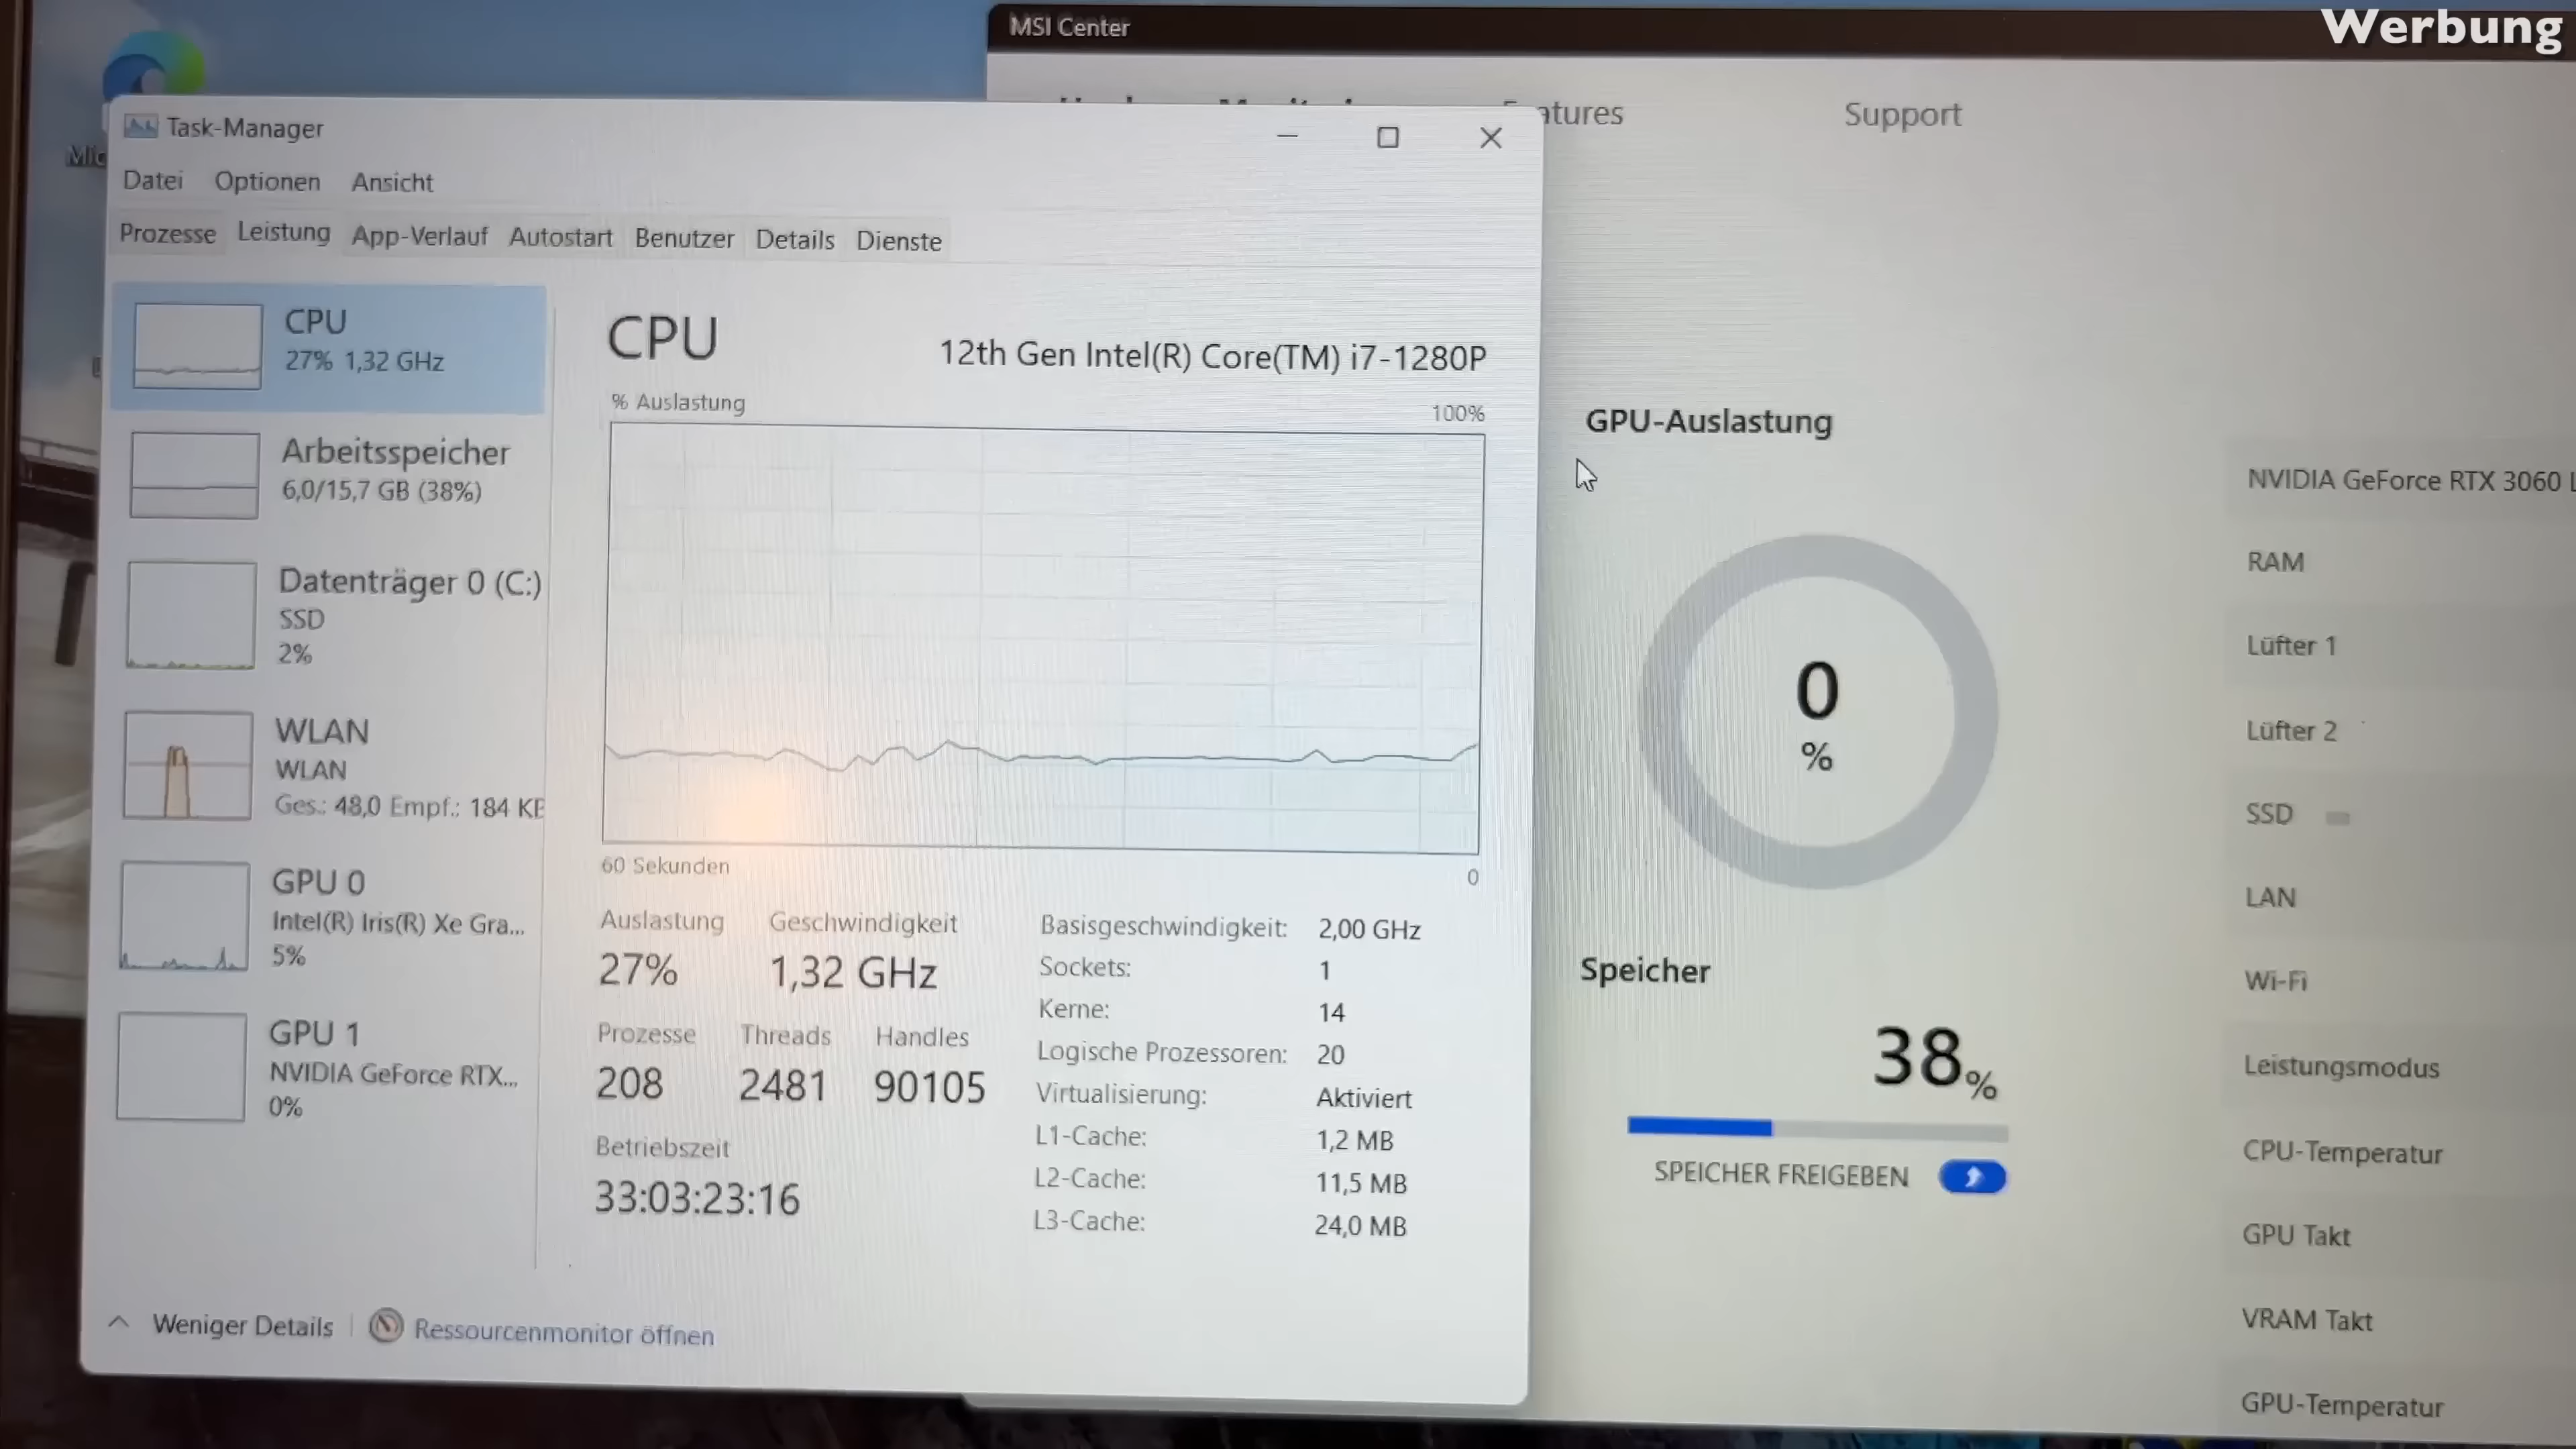 MSI Center
Werbung
Support
Task-Manager
Datei Optionen Ansicht
Prozesse Leistung App-Verlauf Autostart Benutzer Details Dienste
CPU
27% 1,32 GHz
Arbeitsspeicher
6,0/15,7 GB (38%)
Datenträger 0 (C:)
SSD
2%
WLAN
WLAN
Ges.: 48,0 Empf.: 184 KB
GPU 0
Intel(R) Iris(R) Xe Gra...
5%
GPU 1
NVIDIA GeForce RTX...
0%
CPU
12th Gen Intel(R) Core(TM) i7-1280P
% Auslastung 100%
60 Sekunden 0
Auslastung Geschwindigkeit
27% 1,32 GHz
Prozesse Threads Handles
208 2481 90105
Betriebszeit
33:03:23:16
Basisgeschwindigkeit: 2,00 GHz
Sockets: 1
Kerne: 14
Logische Prozessoren: 20
Virtualisierung: Aktiviert
L1-Cache: 1,2 MB
L2-Cache: 11,5 MB
L3-Cache: 24,0 MB
Weniger Details Ressourcenmonitor öffnen
GPU-Auslastung
0
%
Speicher
38%
SPEICHER FREIGEBEN
NVIDIA GeForce RTX 3060
RAM
Lüfter 1
Lüfter 2
SSD
LAN
Wi-Fi
Leistungsmodus
CPU-Temperatur
GPU Takt
VRAM Takt
GPU-Temperatur